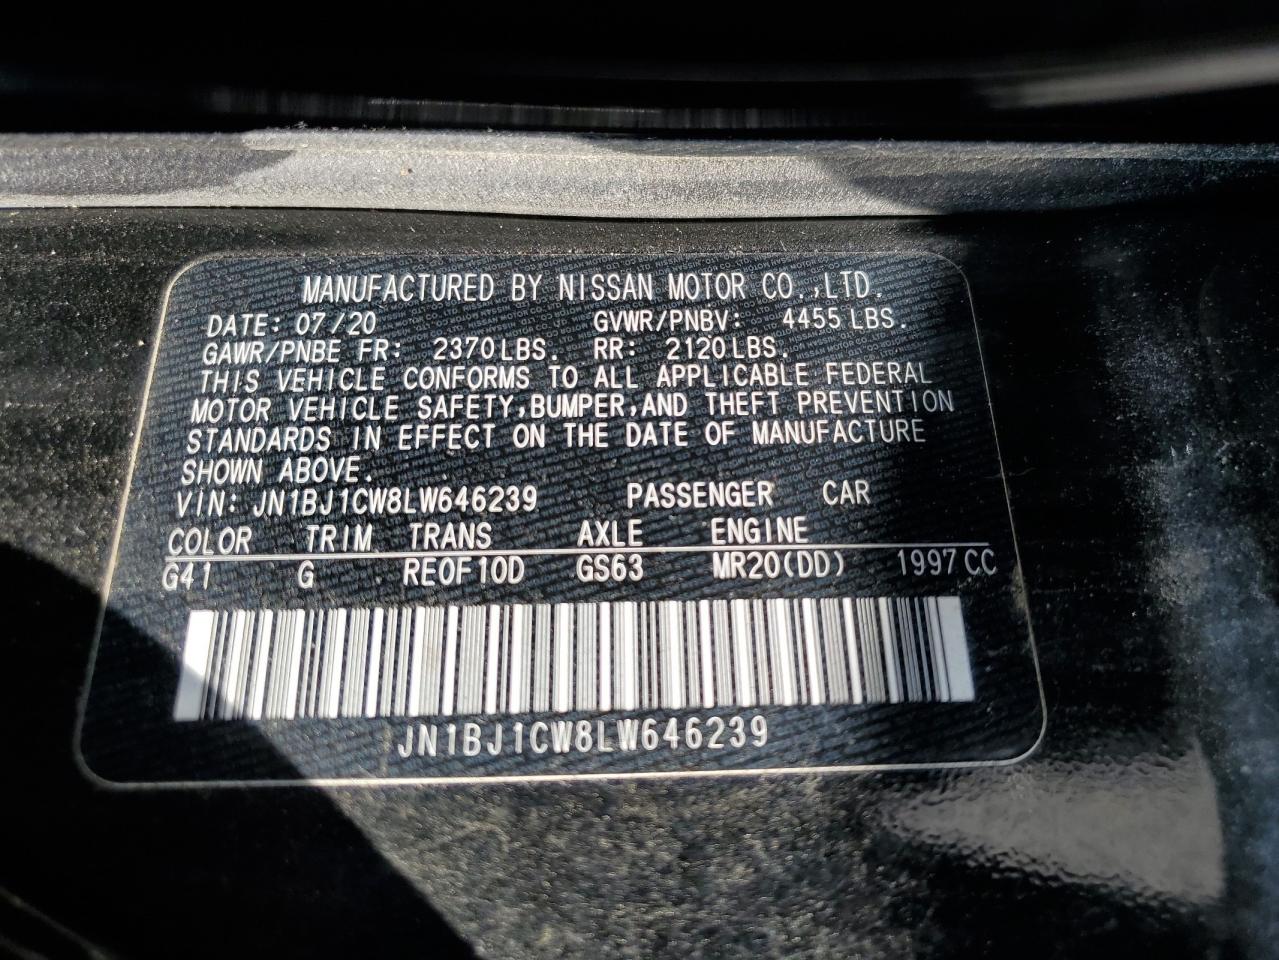 MANUFACTURED BY NISSAN MOTOR CO.,LTD.
DATE: 07/20 GVWR/PNBV: 4455 LBS.
GAWR/PNBE FR: 2370 LBS. RR: 2120 LBS.
THIS VEHICLE CONFORMS TO ALL APPLICABLE FEDERAL
MOTOR VEHICLE SAFETY,BUMPER,AND THEFT PREVENTION
STANDARDS IN EFFECT ON THE DATE OF MANUFACTURE
SHOWN ABOVE.
VIN: JN1BJ1CW8LW646239 PASSENGER CAR
COLOR TRIM TRANS AXLE ENGINE
G41 G RE0F10D GS63 MR20(DD) 1997 CC
JN1BJ1CW8LW646239